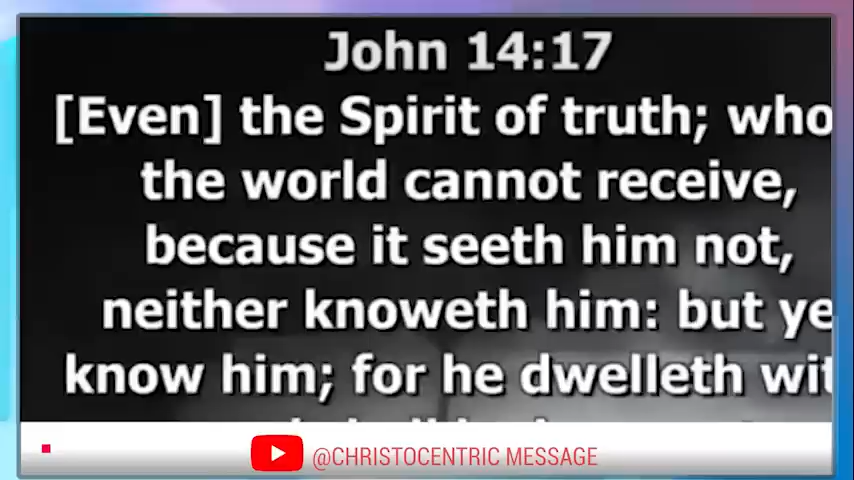 John 14:17
[Even] the Spirit of truth; who
the world cannot receive,
because it seeth him not,
neither knoweth him: but ye
know him; for he dwelleth wit
@CHRISTOCENTRIC MESSAGE